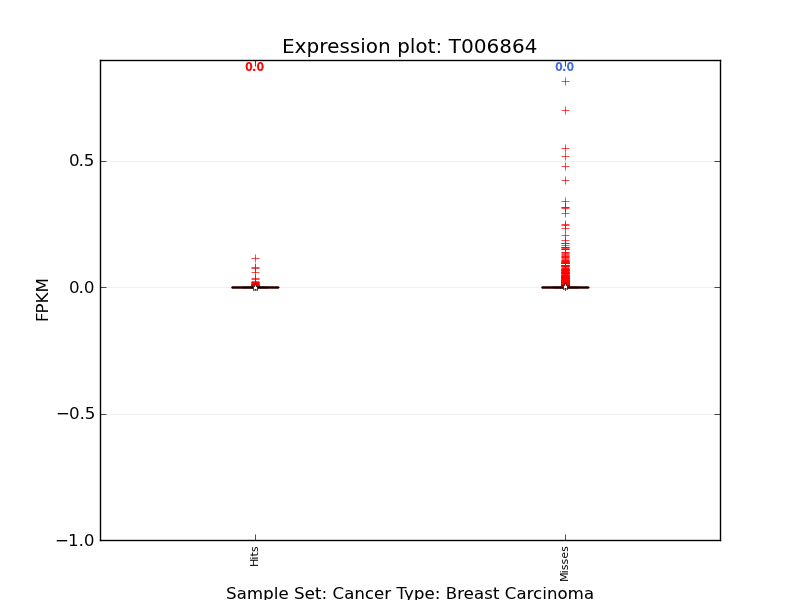 Expression plot: T006864
0.0 0.0
0.5
0.0
−0.5
−1.0
FPKM
Hits Misses
Sample Set: Cancer Type: Breast Carcinoma